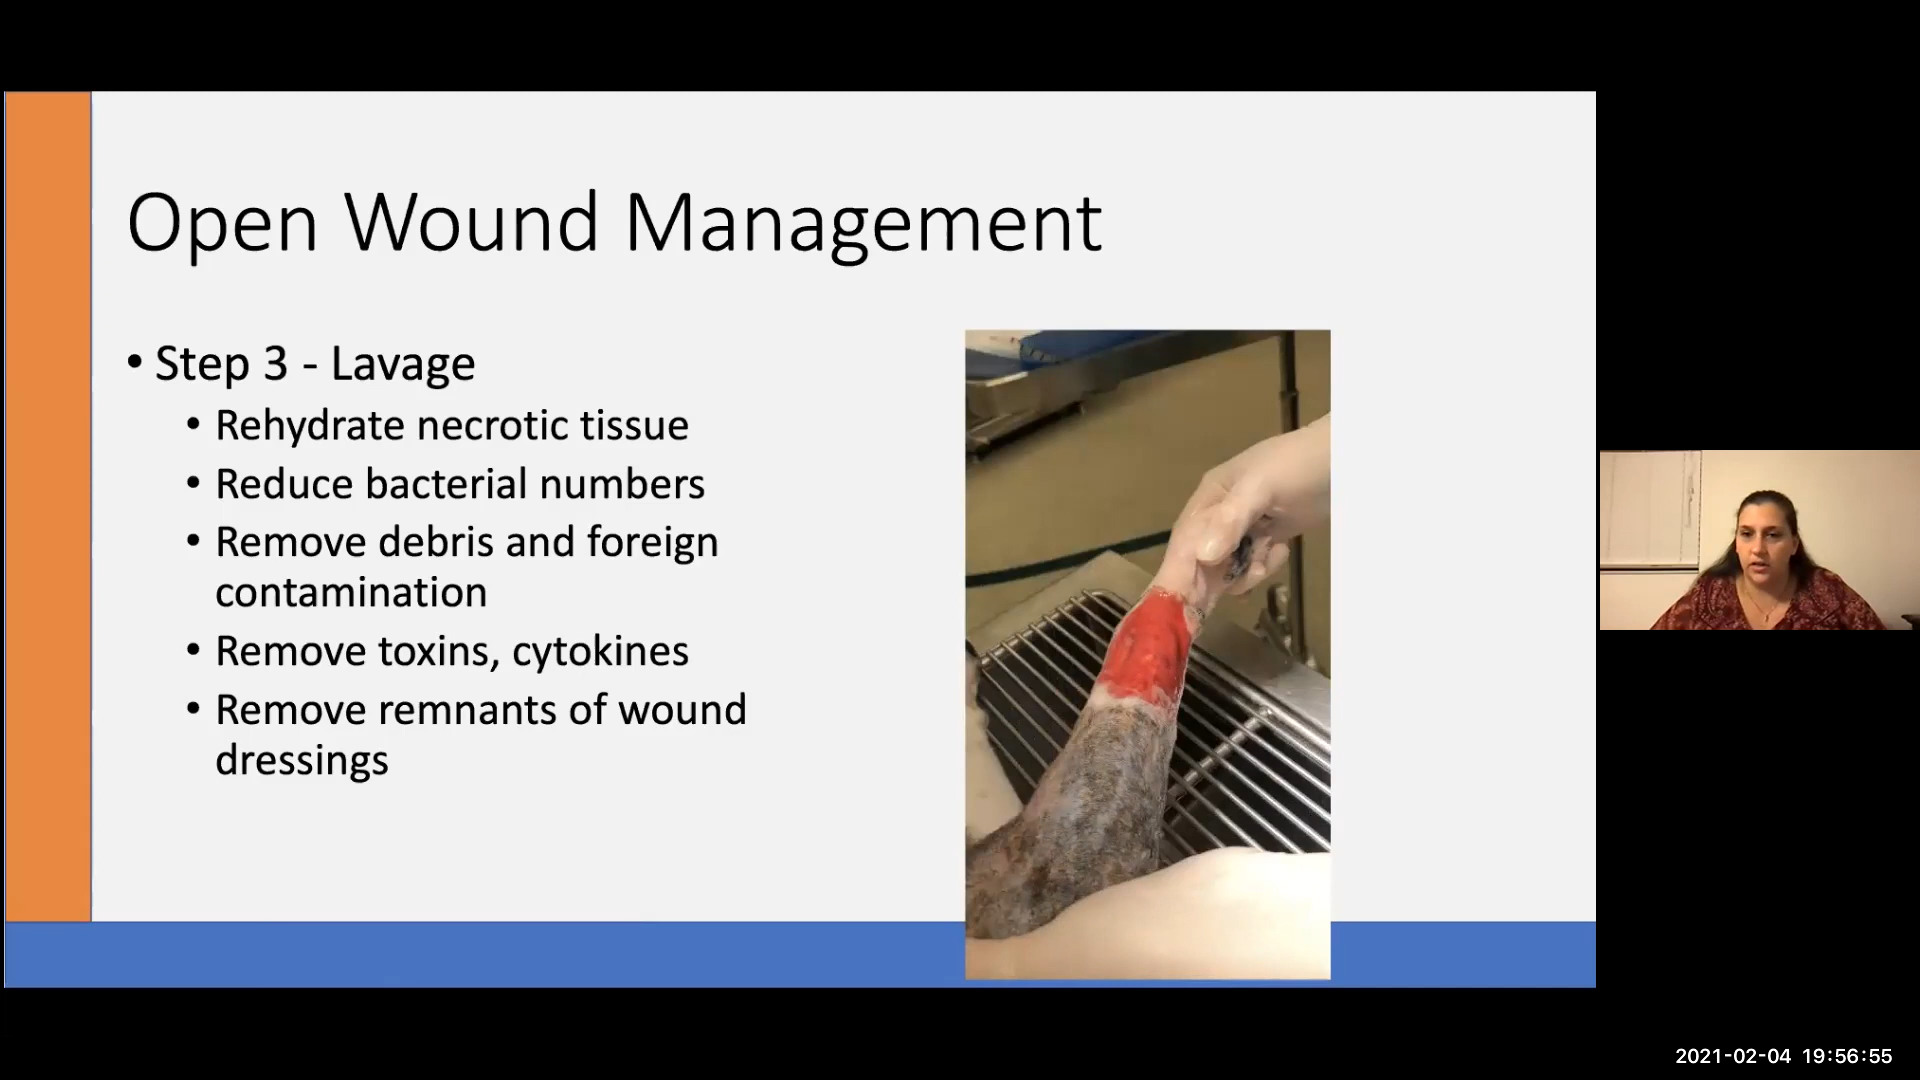 Open Wound Management
• Step 3 - Lavage
• Rehydrate necrotic tissue
• Reduce bacterial numbers
• Remove debris and foreign
contamination
• Remove toxins, cytokines
• Remove remnants of wound
dressings
2021-02-04 19:56:55